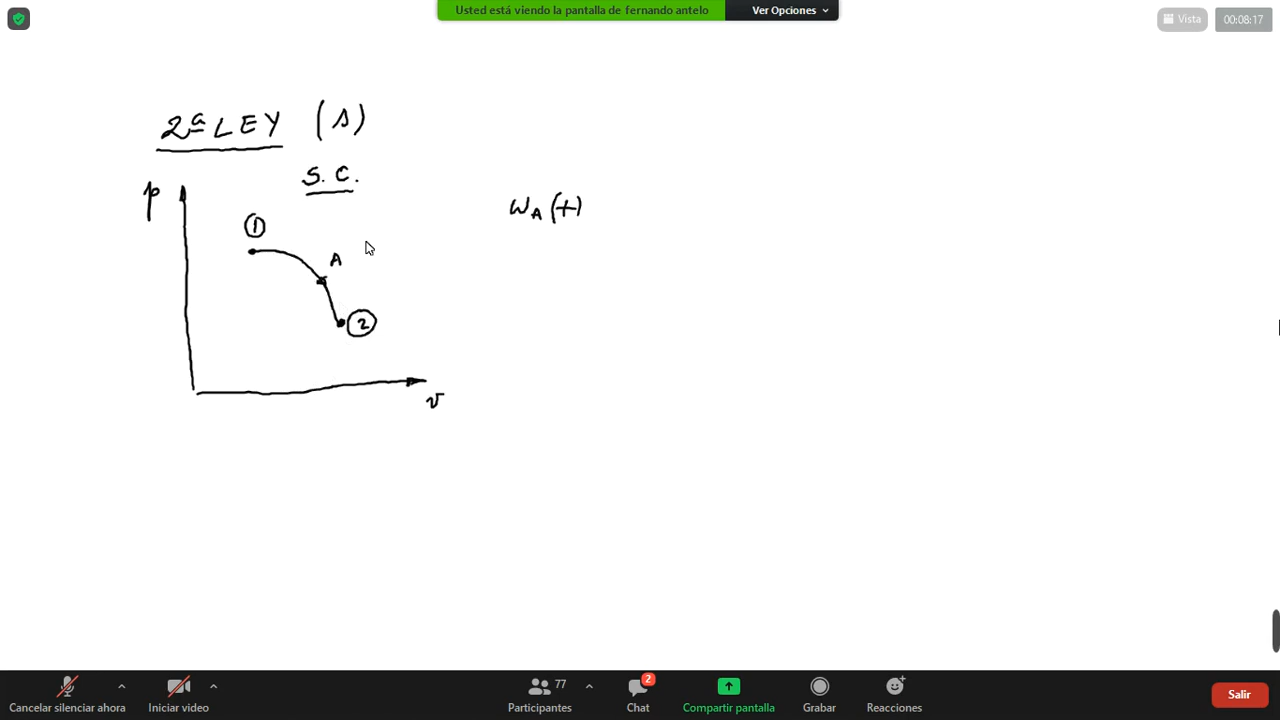 Usted está viendo la pantalla de fernando antelo
Ver Opciones
Vista
00:08:17
2ª LEY (s)
S.C.
p
1
A
2
v
WA (+)
Cancelar silenciar ahora
Iniciar video
77
Participantes
2
Chat
Compartir pantalla
Grabar
Reacciones
Salir